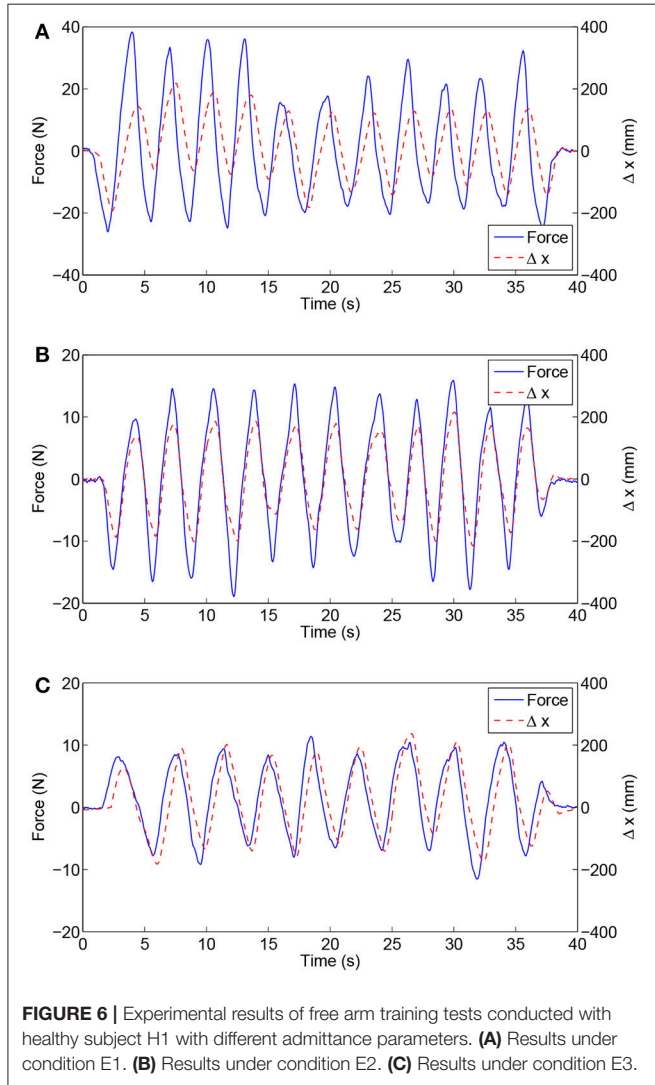 A
40
20
0
−20
−40
Force (N)
400
200
0
−200
−400
Δ x (mm)
Force
Δ x
0 5 10 15 20 25 30 35 40
Time (s)
B
20
10
0
−10
−20
Force (N)
400
200
0
−200
−400
Δ x (mm)
Force
Δ x
0 5 10 15 20 25 30 35 40
Time (s)
C
20
10
0
−10
−20
Force (N)
400
200
0
−200
−400
Δ x (mm)
Force
Δ x
0 5 10 15 20 25 30 35 40
Time (s)
FIGURE 6 | Experimental results of free arm training tests conducted with
healthy subject H1 with different admittance parameters. (A) Results under
condition E1. (B) Results under condition E2. (C) Results under condition E3.